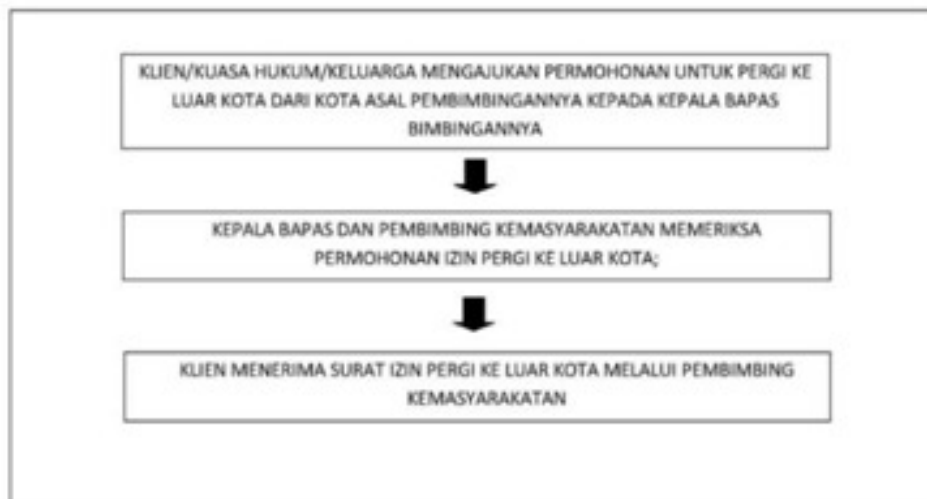 KLIEN/KUASA HUKUM/KELUARGA MENGAJUKAN PERMOHONAN UNTUK PERGI KE
LUAR KOTA DARI KOTA ASAL PEMBIMBINGANNYA KEPADA KEPALA BAPAS
BIMBINGANNYA
KEPALA BAPAS DAN PEMBIMBING KEMASYARAKATAN MEMERIKSA
PERMOHONAN IZIN PERGI KE LUAR KOTA;
KLIEN MENERIMA SURAT IZIN PERGI KE LUAR KOTA MELALUI PEMBIMBING
KEMASYARAKATAN